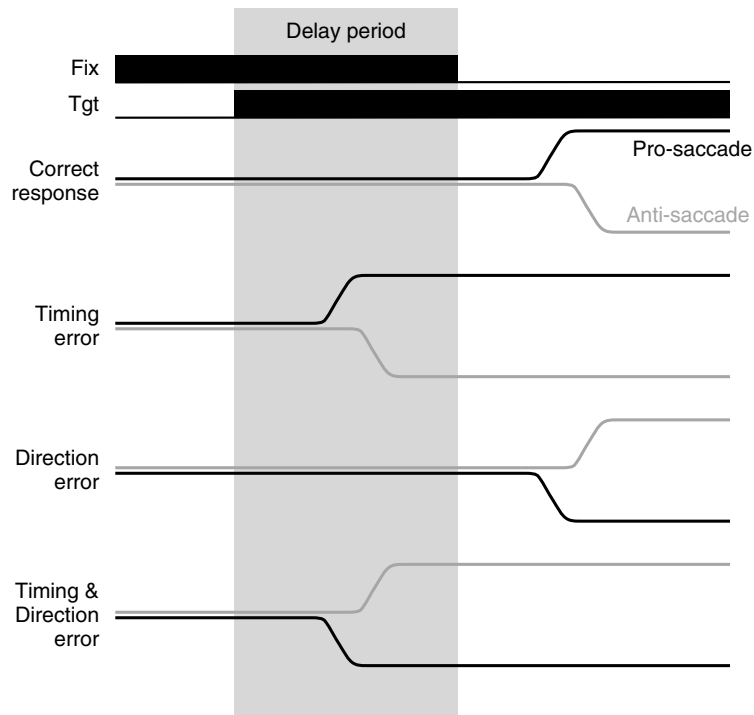 Delay period
Fix
Tgt
Correct
response
Pro-saccade
Anti-saccade
Timing
error
Direction
error
Timing &
Direction
error